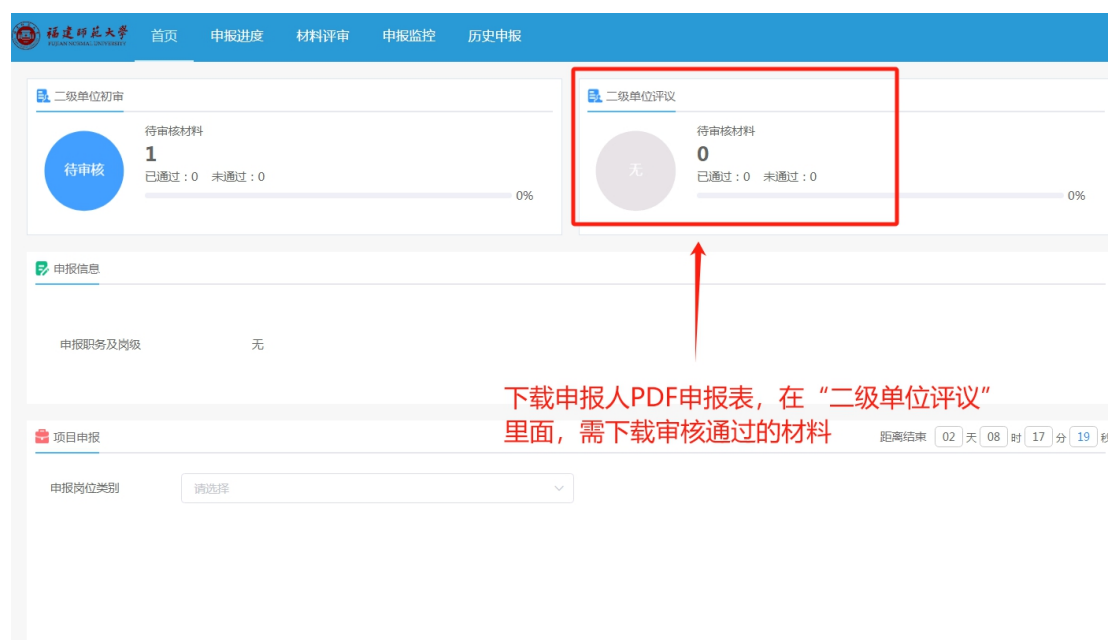 福建师范大学
FUJIAN NORMAL UNIVERSITY
首页 申报进度 材料评审 申报监控 历史申报
二级单位初审
待审核
待审核材料
1
已通过：0 未通过：0
0%
二级单位评议
无
待审核材料
0
已通过：0 未通过：0
0%
申报信息
申报职务及岗级 无
下载申报人PDF申报表，在“二级单位评议”
里面，需下载审核通过的材料
项目申报
距离结束 02 天 08 时 17 分 19 秒
申报岗位类别 请选择